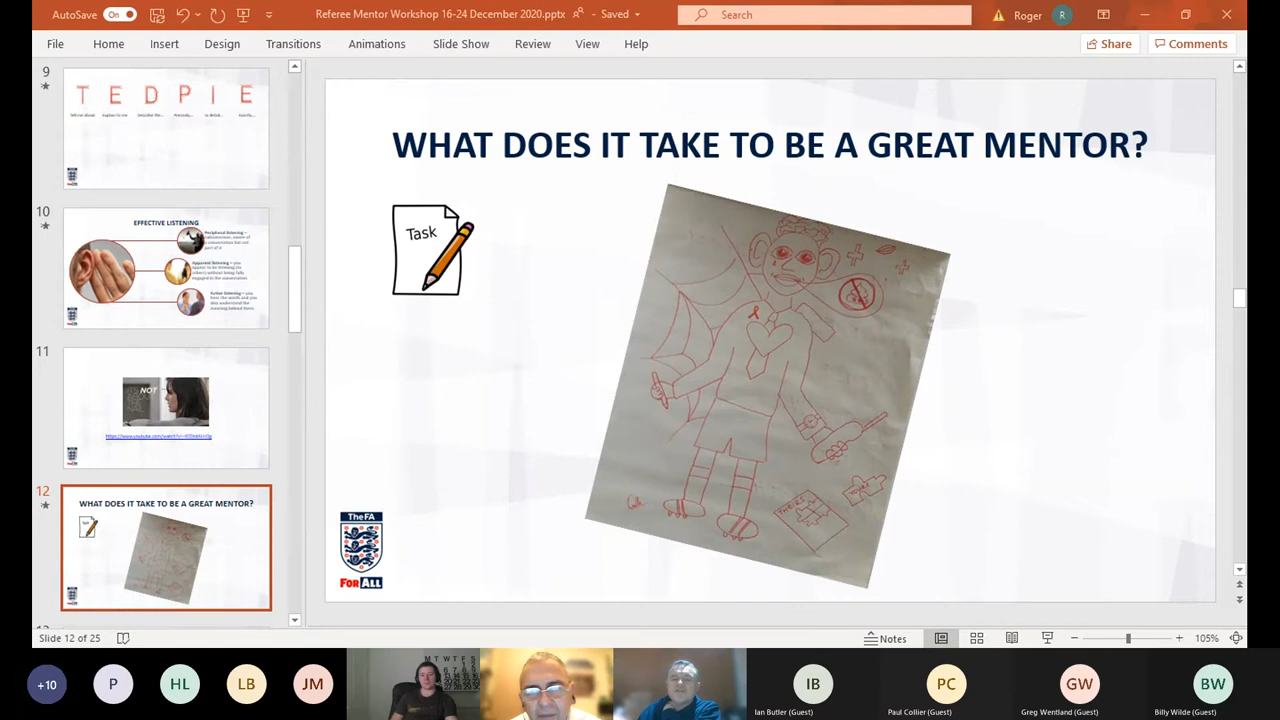 AutoSave On
Referee Mentor Workshop 16-24 December 2020.pptx - Saved
Search
Roger R
File Home Insert Design Transitions Animations Slide Show Review View Help
Share Comments
9
T E D P I E
10
EFFECTIVE LISTENING
11
NOT
12
WHAT DOES IT TAKE TO BE A GREAT MENTOR?
WHAT DOES IT TAKE TO BE A GREAT MENTOR?
Task
THEIRS
TheFA
FOR ALL
Slide 12 of 25
Notes
105%
+10
P
HL
LB
JM
M T W T F S
IB
Ian Butler (Guest)
PC
Paul Collier (Guest)
GW
Greg Wentland (Guest)
BW
Billy Wilde (Guest)